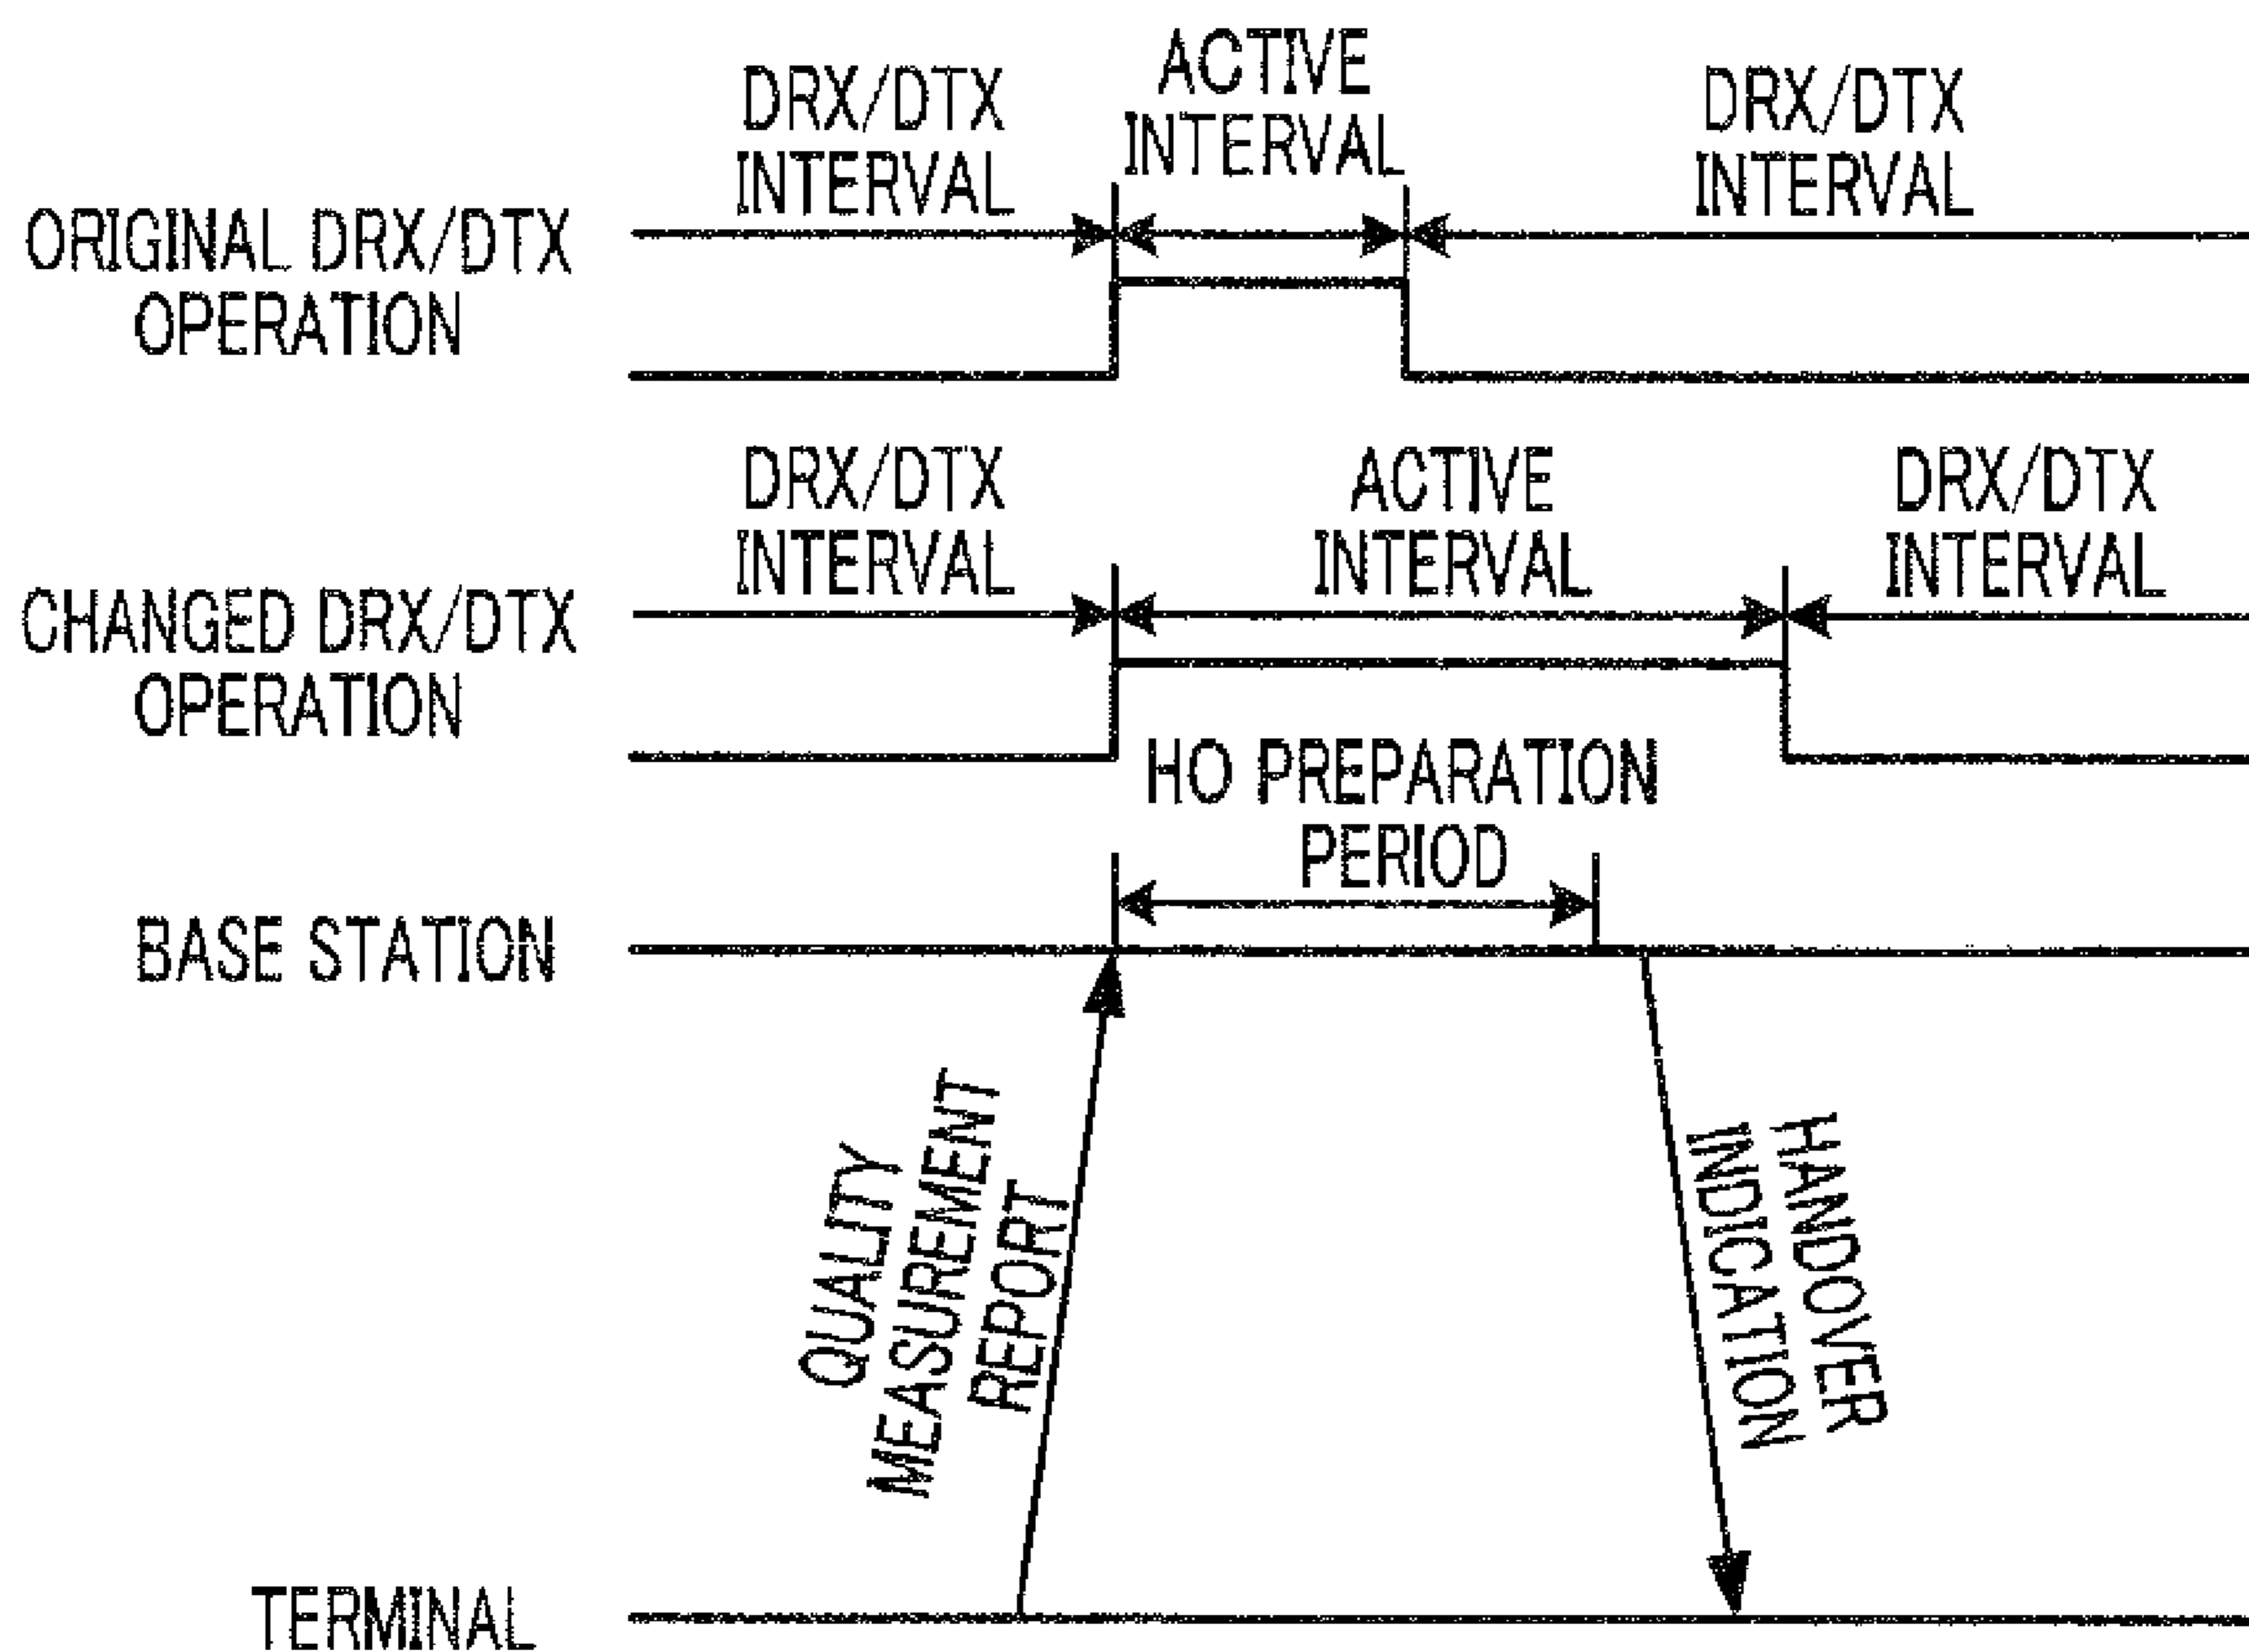 DRX/DTX
INTERVAL
ACTIVE
INTERVAL
DRX/DTX
INTERVAL
ORIGINAL DRX/DTX
OPERATION
DRX/DTX
INTERVAL
ACTIVE
INTERVAL
DRX/DTX
INTERVAL
CHANGED DRX/DTX
OPERATION
HO PREPARATION
PERIOD
BASE STATION
QUALITY
MEASUREMENT
REPORT
HANDOVER
INDICATION
TERMINAL